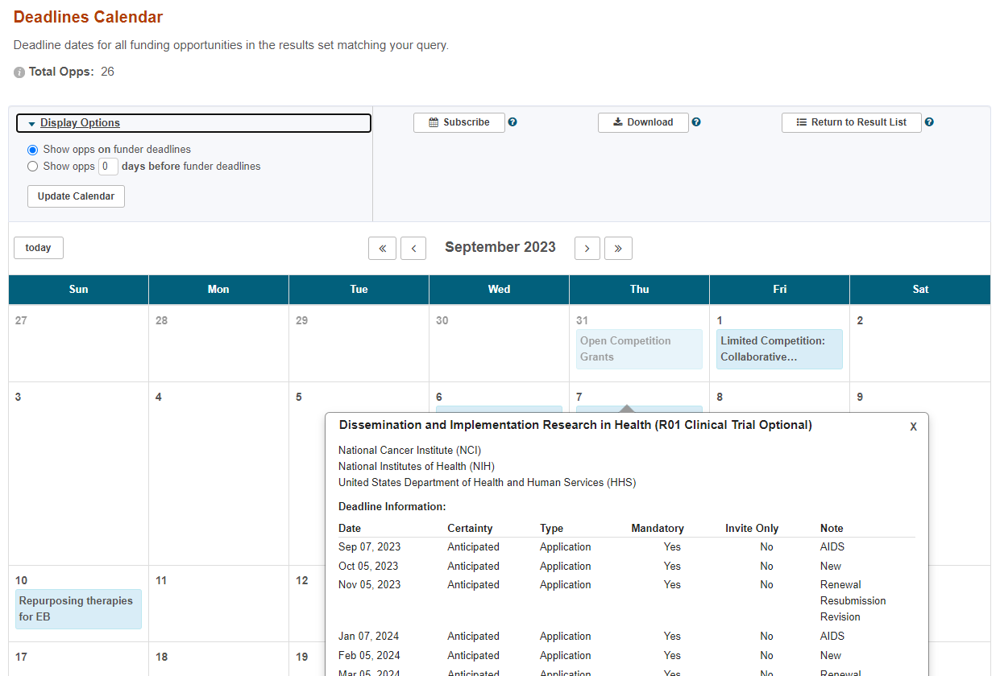 Deadlines Calendar
Deadline dates for all funding opportunities in the results set matching your query.
Total Opps: 26
Display Options
Subscribe
Download
Return to Result List
Show opps on funder deadlines
Show opps 0 days before funder deadlines
Update Calendar
today
« ‹ September 2023 › »
Sun Mon Tue Wed Thu Fri Sat
27 28 29 30 31 1 2
Open Competition
Grants
Limited Competition:
Collaborative…
3 4 5 6 7 8 9
Dissemination and Implementation Research in Health (R01 Clinical Trial Optional) X
National Cancer Institute (NCI)
National Institutes of Health (NIH)
United States Department of Health and Human Services (HHS)
Deadline Information:
Date Certainty Type Mandatory Invite Only Note
Sep 07, 2023 Anticipated Application Yes No AIDS
Oct 05, 2023 Anticipated Application Yes No New
Nov 05, 2023 Anticipated Application Yes No Renewal
Resubmission
Revision
Jan 07, 2024 Anticipated Application Yes No AIDS
Feb 05, 2024 Anticipated Application Yes No New
Mar 05, 2024 Anticipated Application Yes No Renewal
10 11 12
Repurposing therapies
for EB
17 18 19